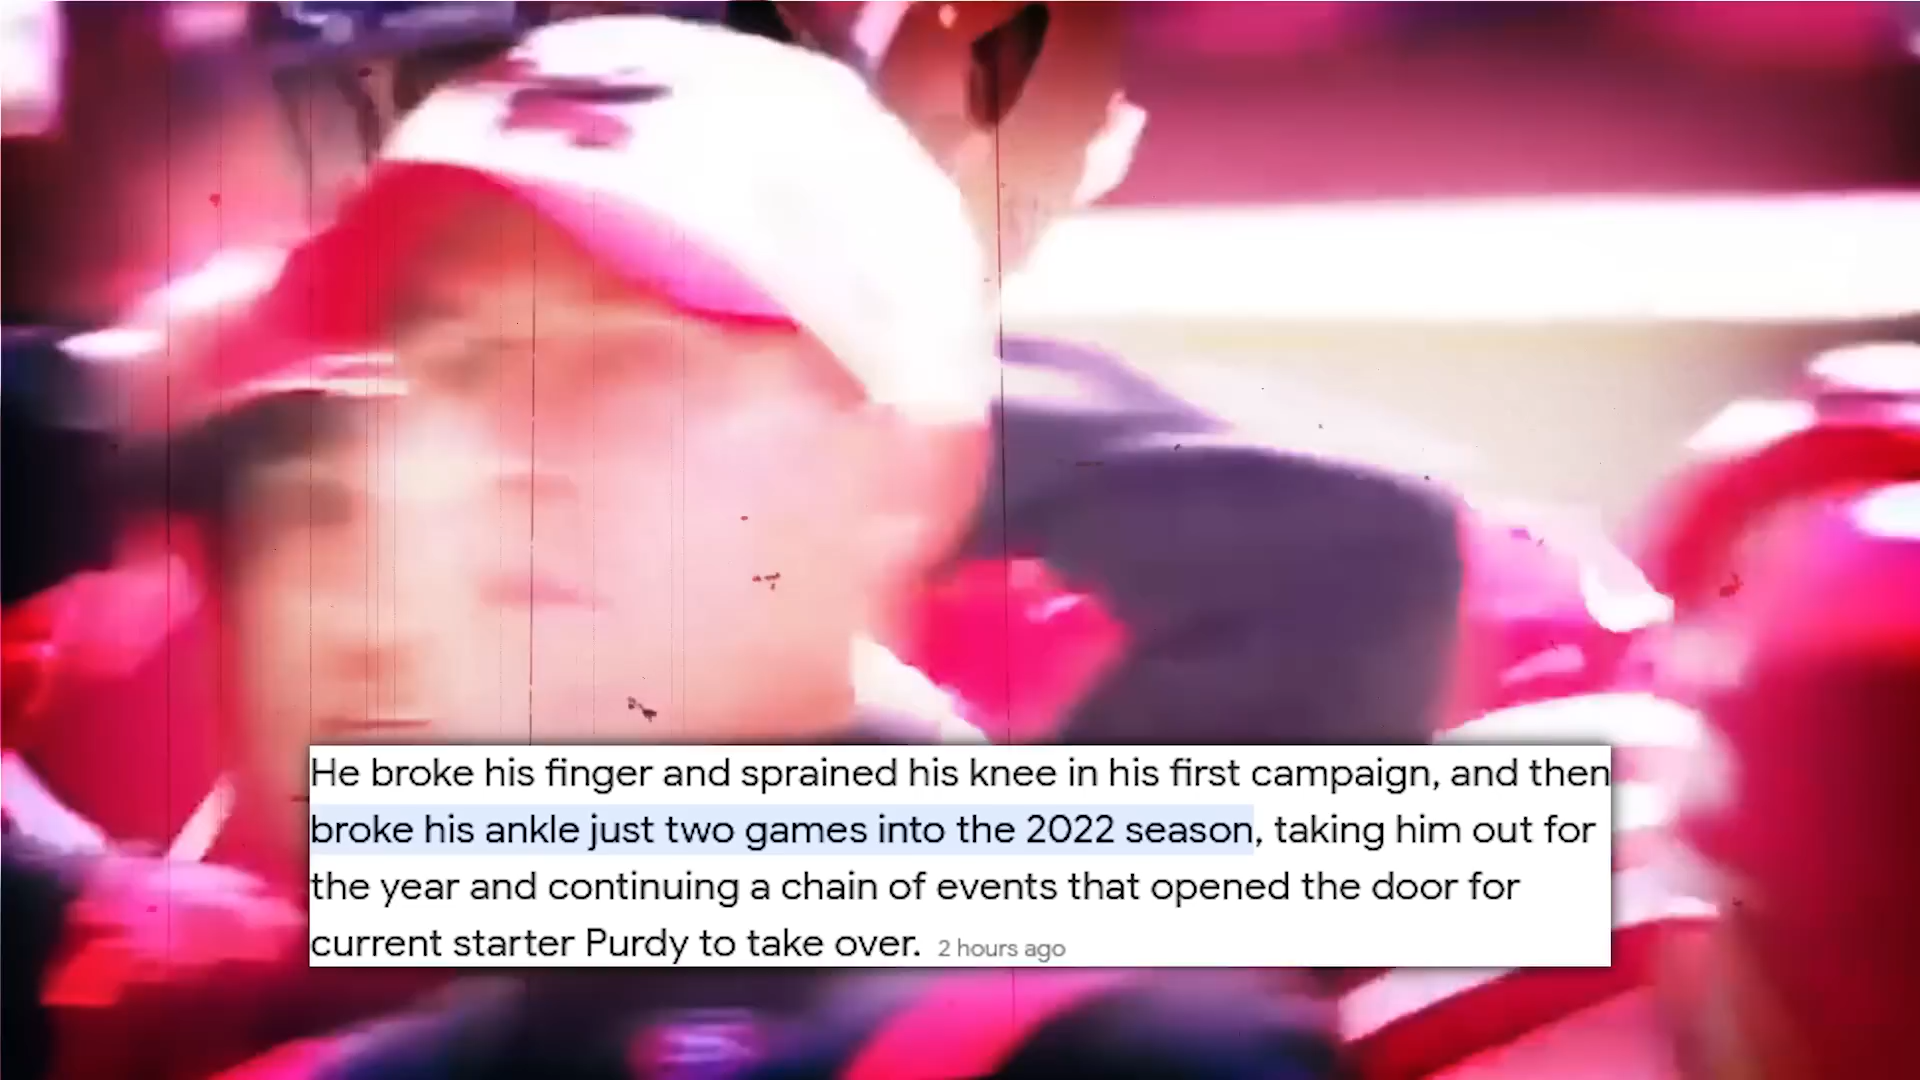 He broke his finger and sprained his knee in his first campaign, and then
broke his ankle just two games into the 2022 season, taking him out for
the year and continuing a chain of events that opened the door for
current starter Purdy to take over. 2 hours ago